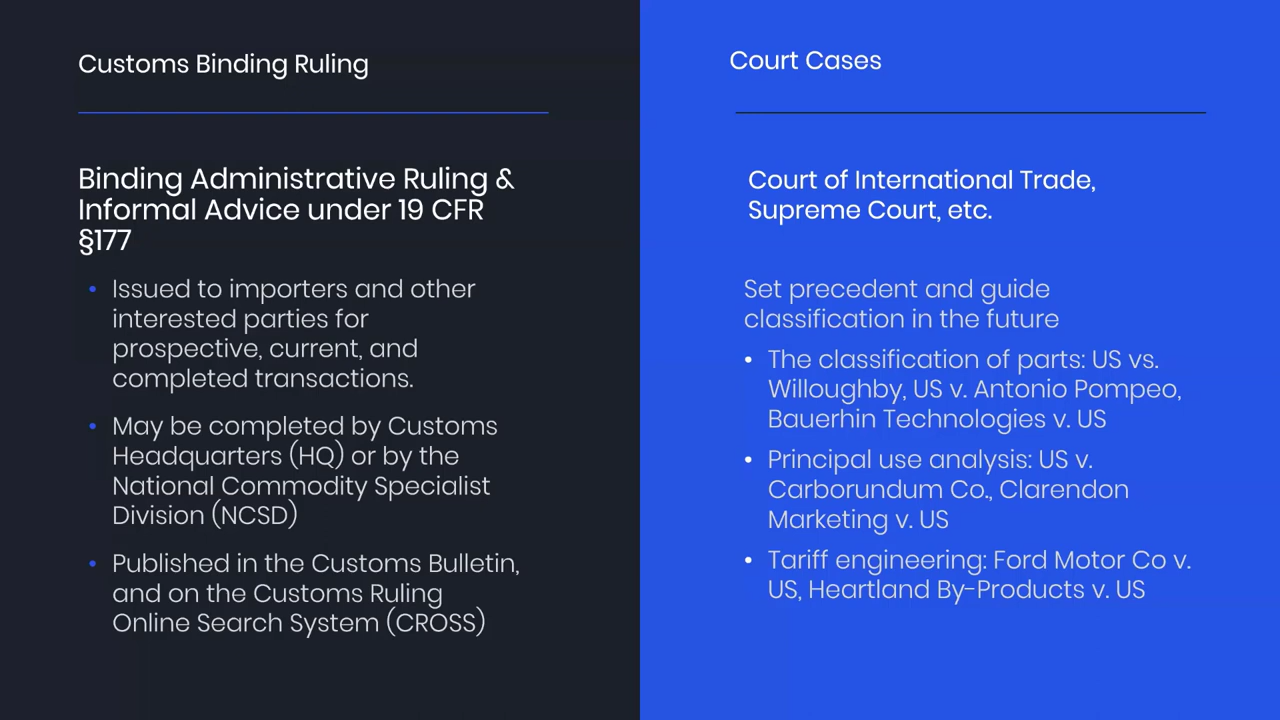 Customs Binding Ruling
Binding Administrative Ruling &
Informal Advice under 19 CFR
§177
• Issued to importers and other
interested parties for
prospective, current, and
completed transactions.
• May be completed by Customs
Headquarters (HQ) or by the
National Commodity Specialist
Division (NCSD)
• Published in the Customs Bulletin,
and on the Customs Ruling
Online Search System (CROSS)
Court Cases
Court of International Trade,
Supreme Court, etc.
Set precedent and guide
classification in the future
• The classification of parts: US vs.
Willoughby, US v. Antonio Pompeo,
Bauerhin Technologies v. US
• Principal use analysis: US v.
Carborundum Co., Clarendon
Marketing v. US
• Tariff engineering: Ford Motor Co v.
US, Heartland By-Products v. US